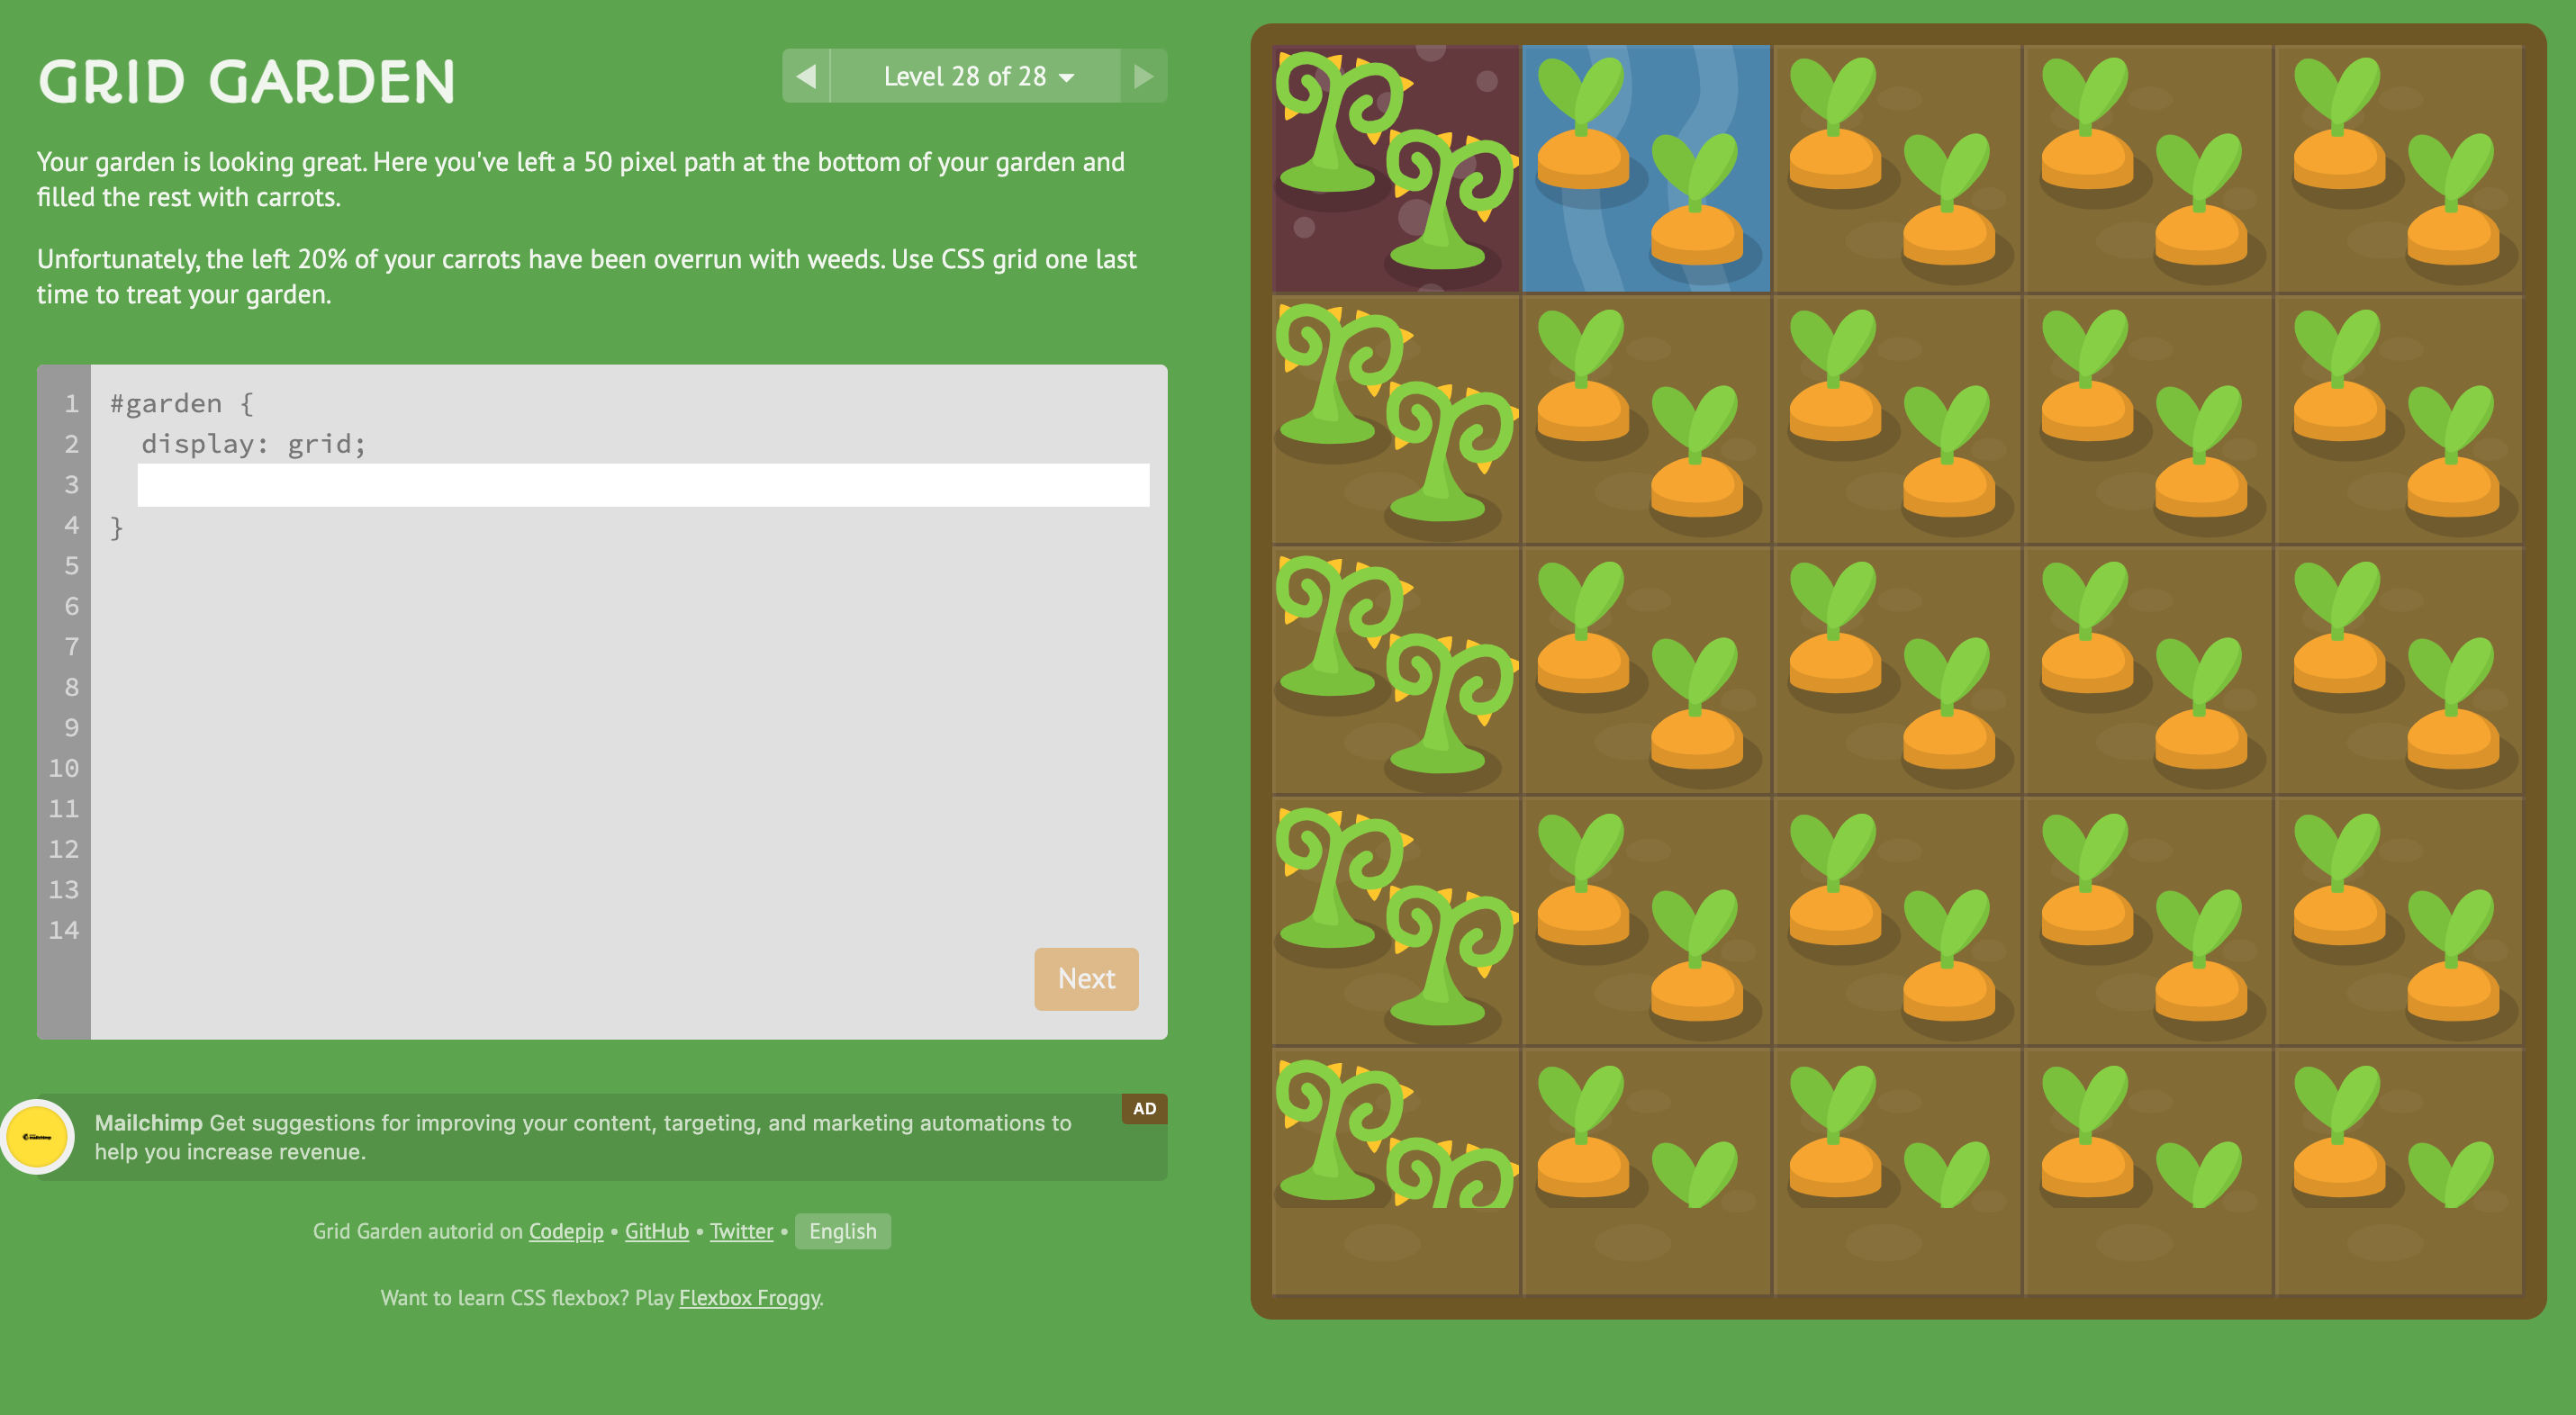 GRID GARDEN
Level 28 of 28
Your garden is looking great. Here you've left a 50 pixel path at the bottom of your garden and
filled the rest with carrots.
Unfortunately, the left 20% of your carrots have been overrun with weeds. Use CSS grid one last
time to treat your garden.
1 #garden {
2 display: grid;
3
4 }
5
6
7
8
9
10
11
12
13
14
Next
AD
Mailchimp Get suggestions for improving your content, targeting, and marketing automations to
help you increase revenue.
Grid Garden autorid on Codepip • GitHub • Twitter • English
Want to learn CSS flexbox? Play Flexbox Froggy.